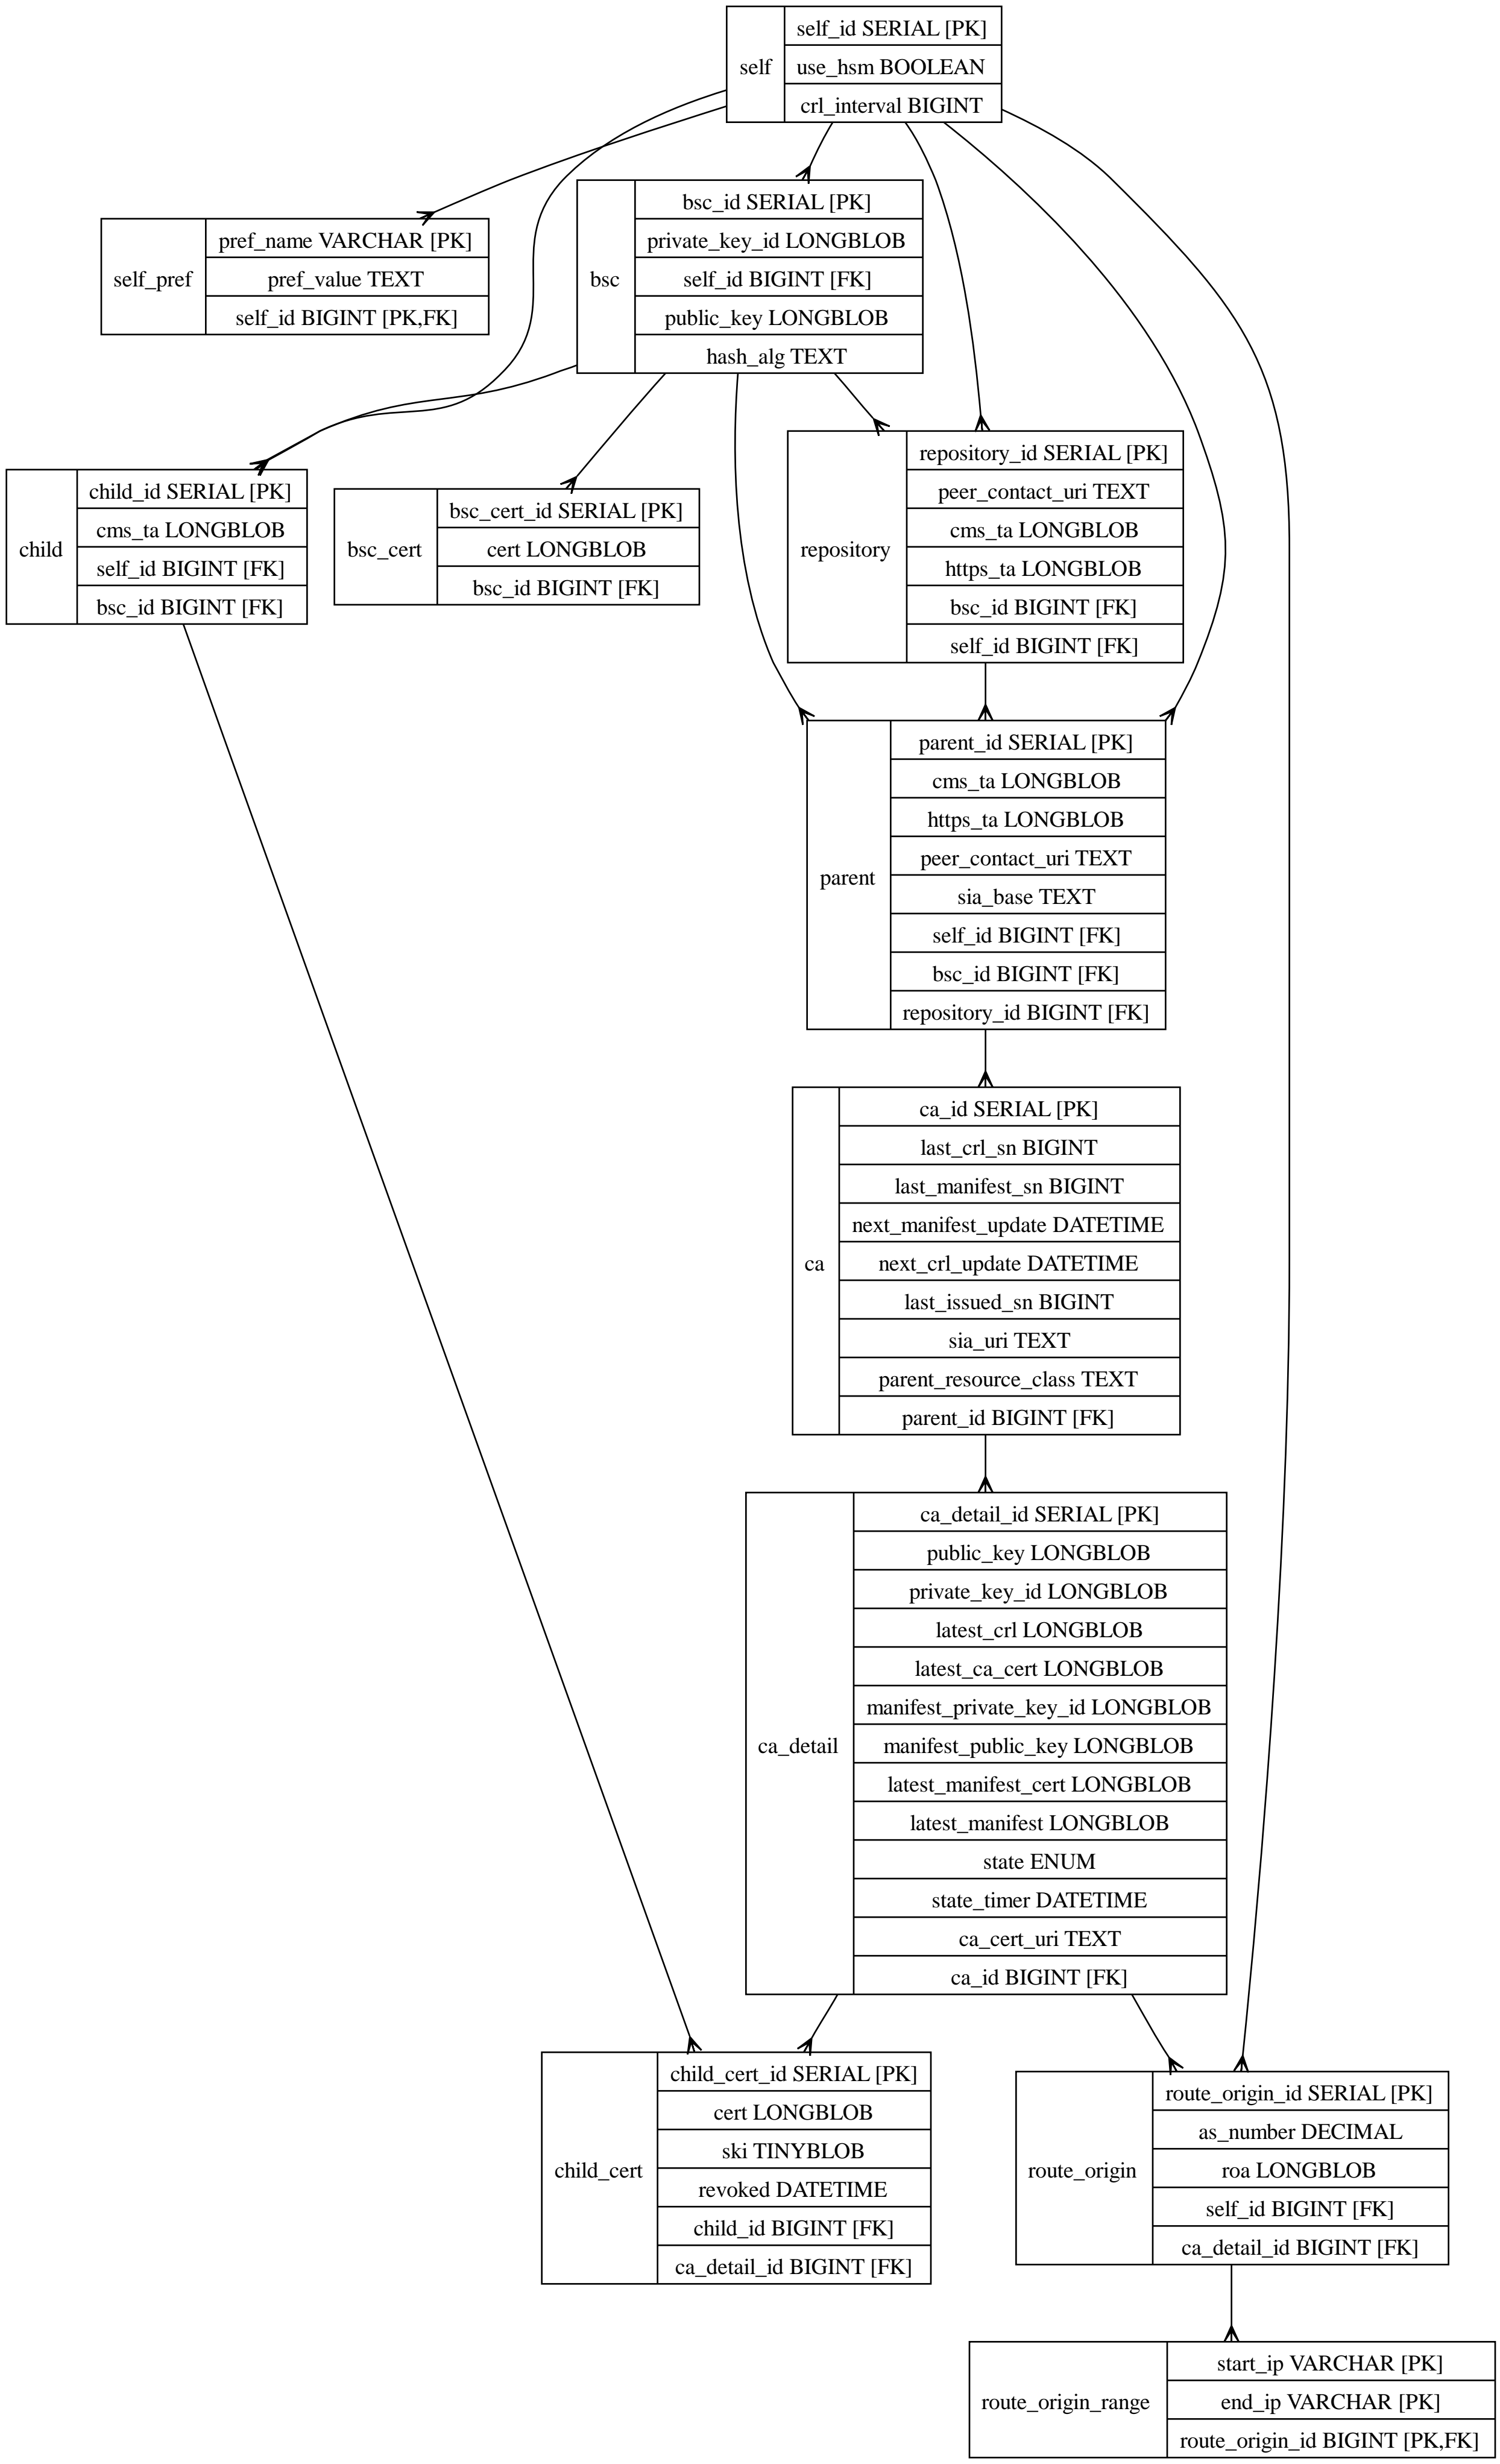 self
self_id SERIAL [PK]
use_hsm BOOLEAN
crl_interval BIGINT
self_pref
pref_name VARCHAR [PK]
pref_value TEXT
self_id BIGINT [PK,FK]
bsc
bsc_id SERIAL [PK]
private_key_id LONGBLOB
self_id BIGINT [FK]
public_key LONGBLOB
hash_alg TEXT
child
child_id SERIAL [PK]
cms_ta LONGBLOB
self_id BIGINT [FK]
bsc_id BIGINT [FK]
bsc_cert
bsc_cert_id SERIAL [PK]
cert LONGBLOB
bsc_id BIGINT [FK]
repository
repository_id SERIAL [PK]
peer_contact_uri TEXT
cms_ta LONGBLOB
https_ta LONGBLOB
bsc_id BIGINT [FK]
self_id BIGINT [FK]
parent
parent_id SERIAL [PK]
cms_ta LONGBLOB
https_ta LONGBLOB
peer_contact_uri TEXT
sia_base TEXT
self_id BIGINT [FK]
bsc_id BIGINT [FK]
repository_id BIGINT [FK]
ca
ca_id SERIAL [PK]
last_crl_sn BIGINT
last_manifest_sn BIGINT
next_manifest_update DATETIME
next_crl_update DATETIME
last_issued_sn BIGINT
sia_uri TEXT
parent_resource_class TEXT
parent_id BIGINT [FK]
ca_detail
ca_detail_id SERIAL [PK]
public_key LONGBLOB
private_key_id LONGBLOB
latest_crl LONGBLOB
latest_ca_cert LONGBLOB
manifest_private_key_id LONGBLOB
manifest_public_key LONGBLOB
latest_manifest_cert LONGBLOB
latest_manifest LONGBLOB
state ENUM
state_timer DATETIME
ca_cert_uri TEXT
ca_id BIGINT [FK]
child_cert
child_cert_id SERIAL [PK]
cert LONGBLOB
ski TINYBLOB
revoked DATETIME
child_id BIGINT [FK]
ca_detail_id BIGINT [FK]
route_origin
route_origin_id SERIAL [PK]
as_number DECIMAL
roa LONGBLOB
self_id BIGINT [FK]
ca_detail_id BIGINT [FK]
route_origin_range
start_ip VARCHAR [PK]
end_ip VARCHAR [PK]
route_origin_id BIGINT [PK,FK]